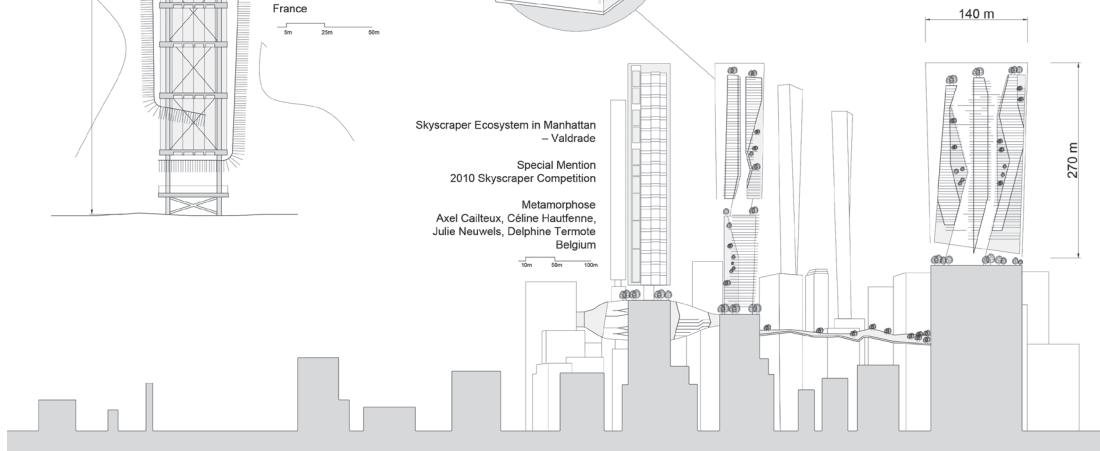 France
5m 25m 50m
140 m
270 m
Skyscraper Ecosystem in Manhattan
– Valdrade
Special Mention
2010 Skyscraper Competition
Metamorphose
Axel Cailteux, Céline Hautfenne,
Julie Neuwels, Delphine Termote
Belgium
10m 50m 100m